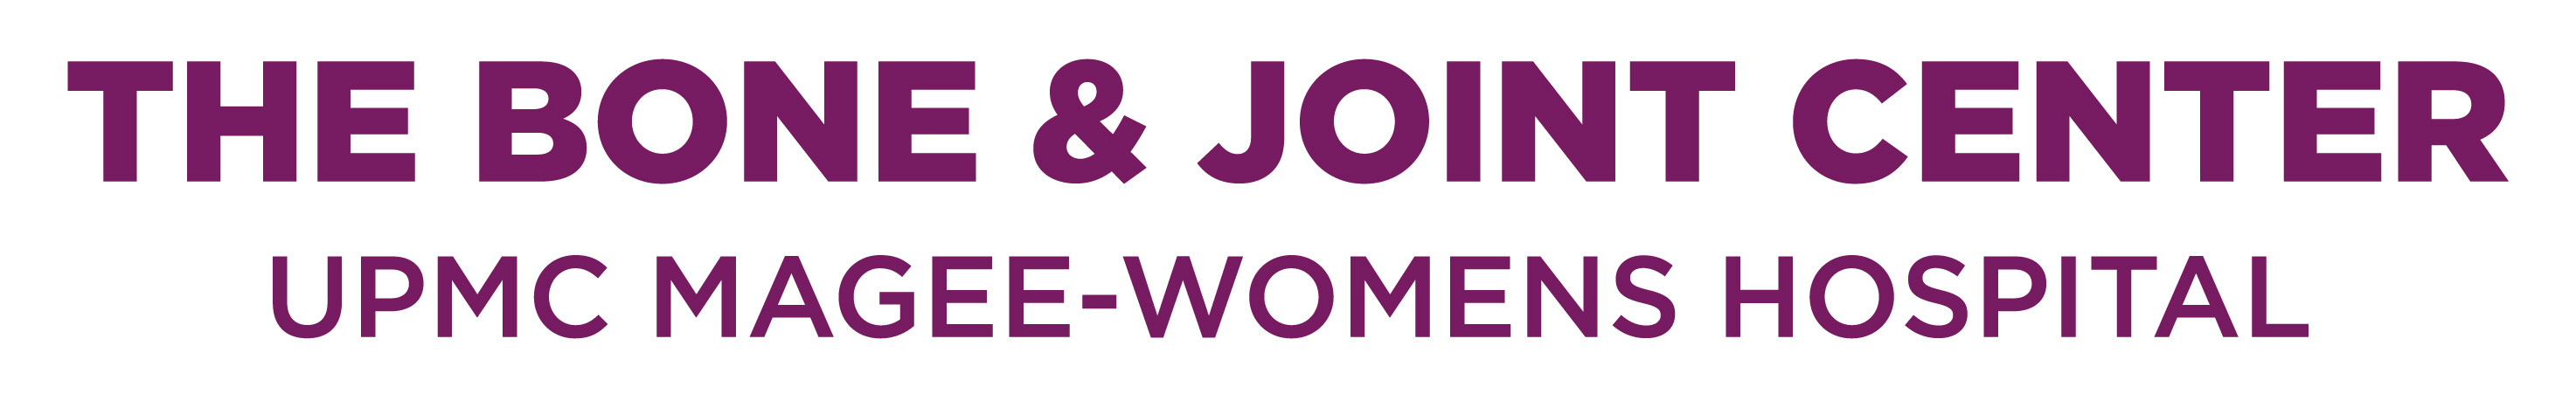 THE BONE & JOINT CENTER
UPMC MAGEE-WOMENS HOSPITAL